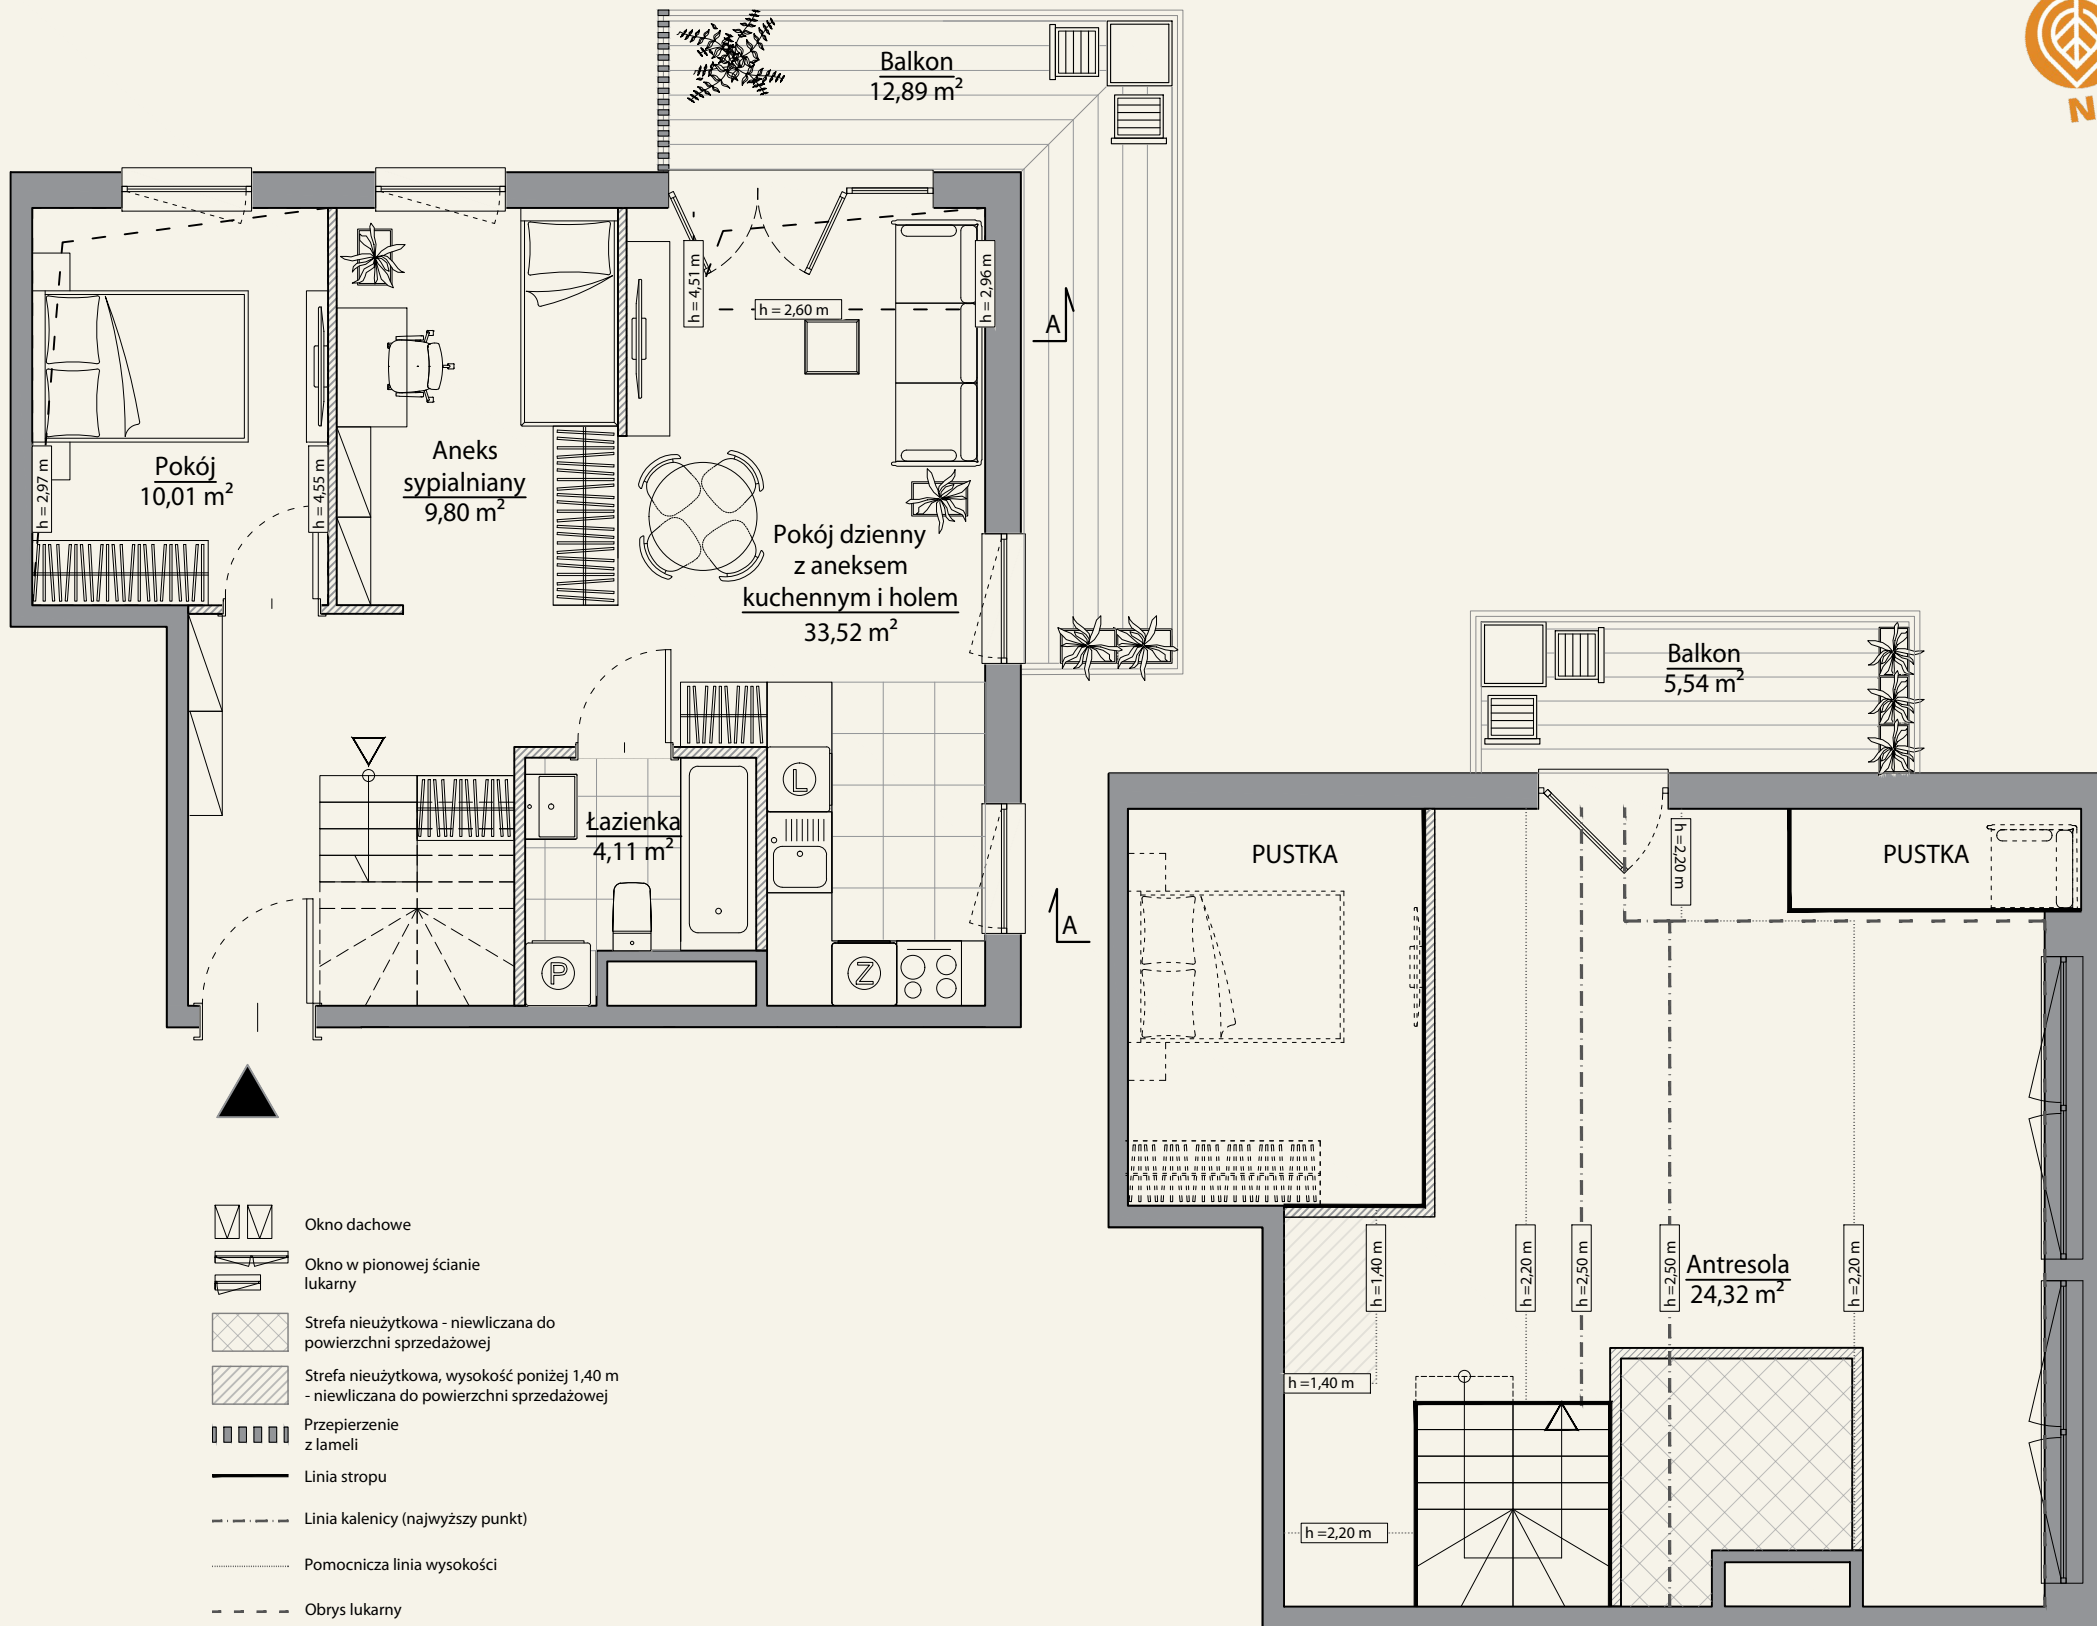 Balkon
12,89 m²
N
h = 4,51 m
h = 2,60 m
h = 2,96 m
A
Pokój
10,01 m²
h = 2,97 m
h = 4,55 m
Aneks
sypialniany
9,80 m²
Pokój dzienny
z aneksem
kuchennym i holem
33,52 m²
Łazienka
4,11 m²
L
P
Z
A
Balkon
5,54 m²
PUSTKA
h =2,20 m
PUSTKA
h =1,40 m
h =2,20 m
h =2,50 m
h =2,50 m
Antresola
24,32 m²
h =2,20 m
h =1,40 m
h =2,20 m
Okno dachowe
Okno w pionowej ścianie
lukarny
Strefa nieużytkowa - niewliczana do
powierzchni sprzedażowej
Strefa nieużytkowa, wysokość poniżej 1,40 m
- niewliczana do powierzchni sprzedażowej
Przepierzenie
z lameli
Linia stropu
Linia kalenicy (najwyższy punkt)
Pomocnicza linia wysokości
Obrys lukarny